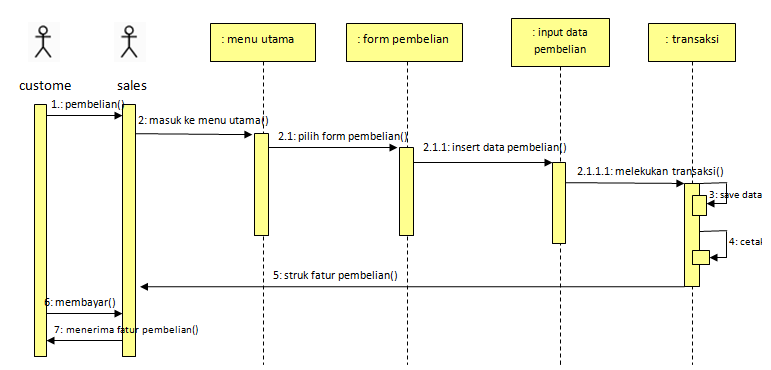 : menu utama
: form pembelian
: input data
pembelian
: transaksi
custome
sales
1.: pembelian()
2: masuk ke menu utama()
2.1: pilih form pembelian()
2.1.1: insert data pembelian()
2.1.1.1: melekukan transaksi()
3: save data
4: cetak
5: struk fatur pembelian()
6: membayar()
7: menerima fatur pembelian()